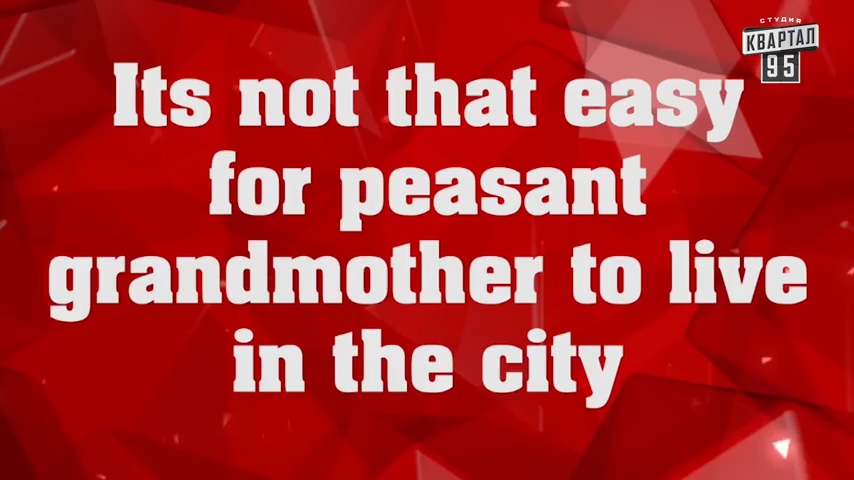 СТУДИЯ
КВАРТАЛ
95
Its not that easy
for peasant
grandmother to live
in the city